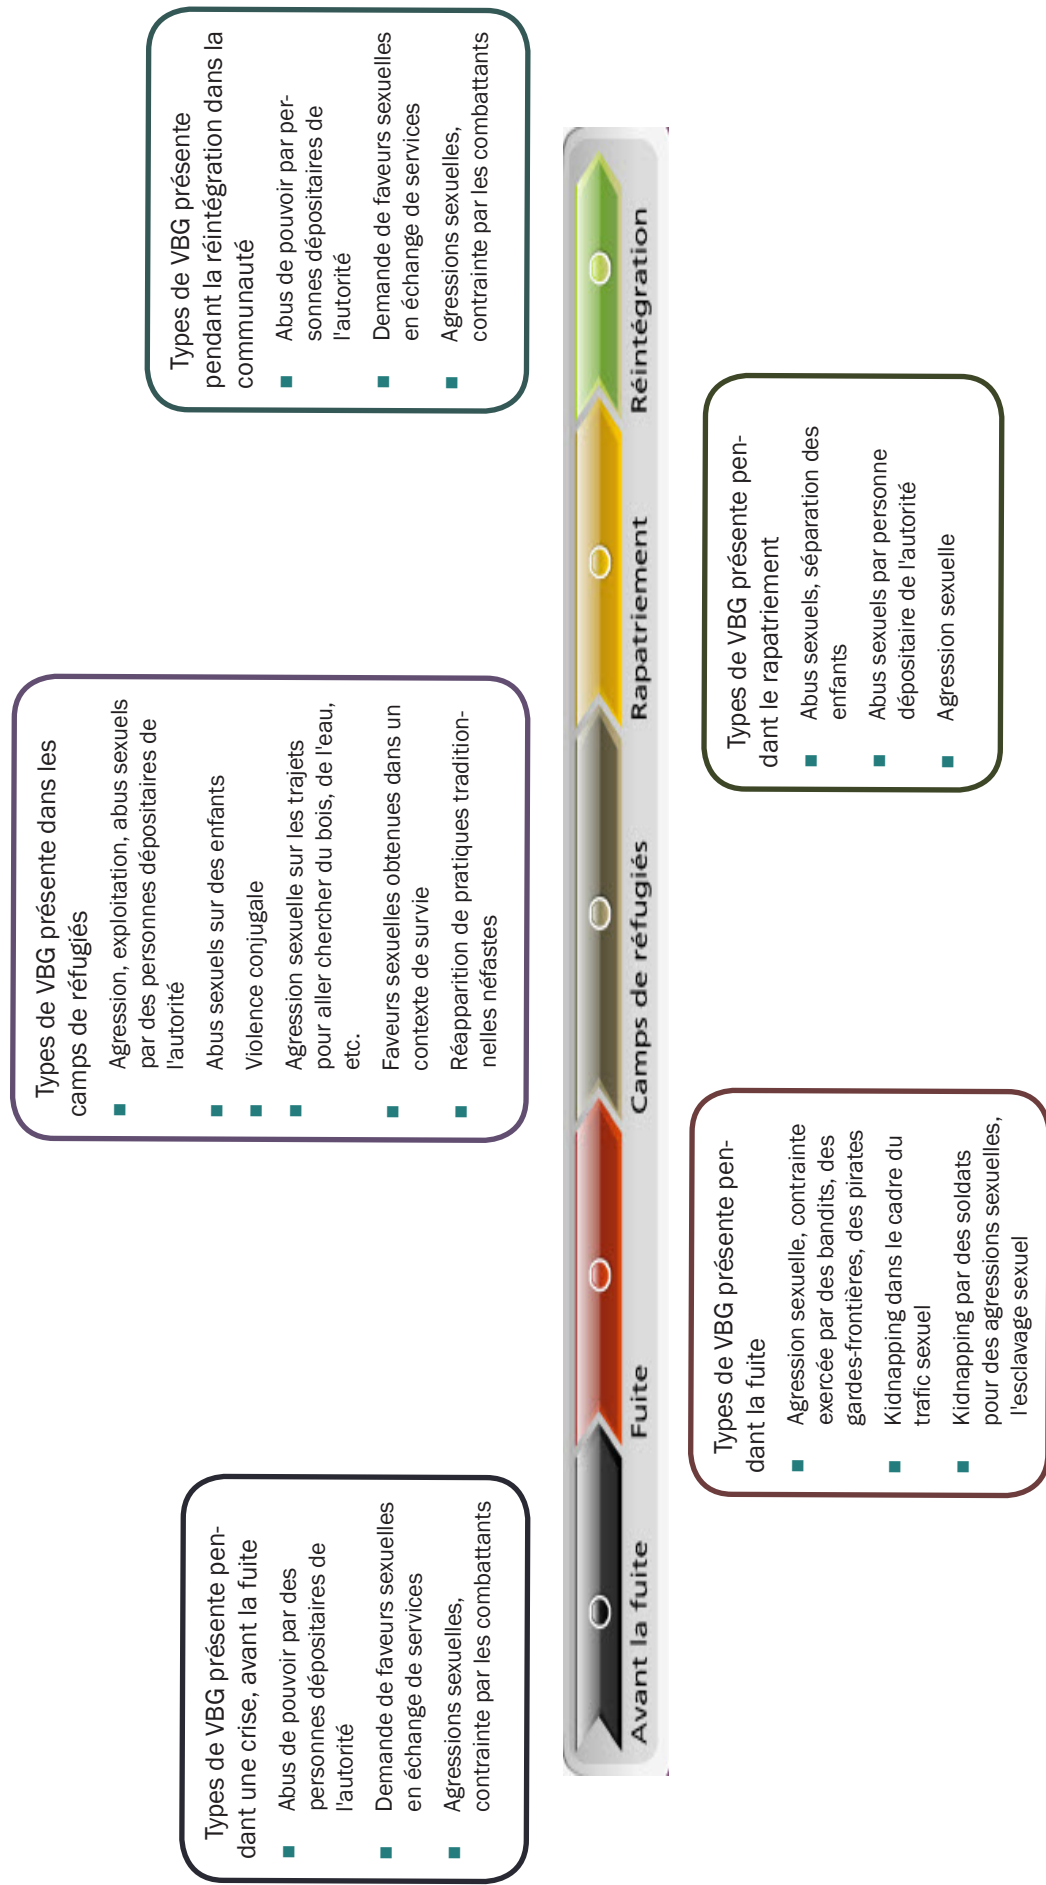 Types de VBG présente pen-
dant une crise, avant la fuite
Abus de pouvoir par des
personnes dépositaires de
l'autorité
Demande de faveurs sexuelles
en échange de services
Agressions sexuelles,
contrainte par les combattants
Types de VBG présente dans les
camps de réfugiés
Agression, exploitation, abus sexuels
par des personnes dépositaires de
l'autorité
Abus sexuels sur des enfants
Violence conjugale
Agression sexuelle sur les trajets
pour aller chercher du bois, de l'eau,
etc.
Faveurs sexuelles obtenues dans un
contexte de survie
Réapparition de pratiques tradition-
nelles néfastes
Types de VBG présente
pendant la réintégration dans la
communauté
Abus de pouvoir par per-
sonnes dépositaires de
l'autorité
Demande de faveurs sexuelles
en échange de services
Agressions sexuelles,
contrainte par les combattants
Avant la fuite
Fuite
Camps de réfugiés
Rapatriement
Réintégration
Types de VBG présente pen-
dant la fuite
Agression sexuelle, contrainte
exercée par des bandits, des
gardes-frontières, des pirates
Kidnapping dans le cadre du
trafic sexuel
Kidnapping par des soldats
pour des agressions sexuelles,
l'esclavage sexuel
Types de VBG présente pen-
dant le rapatriement
Abus sexuels, séparation des
enfants
Abus sexuels par personne
dépositaire de l'autorité
Agression sexuelle